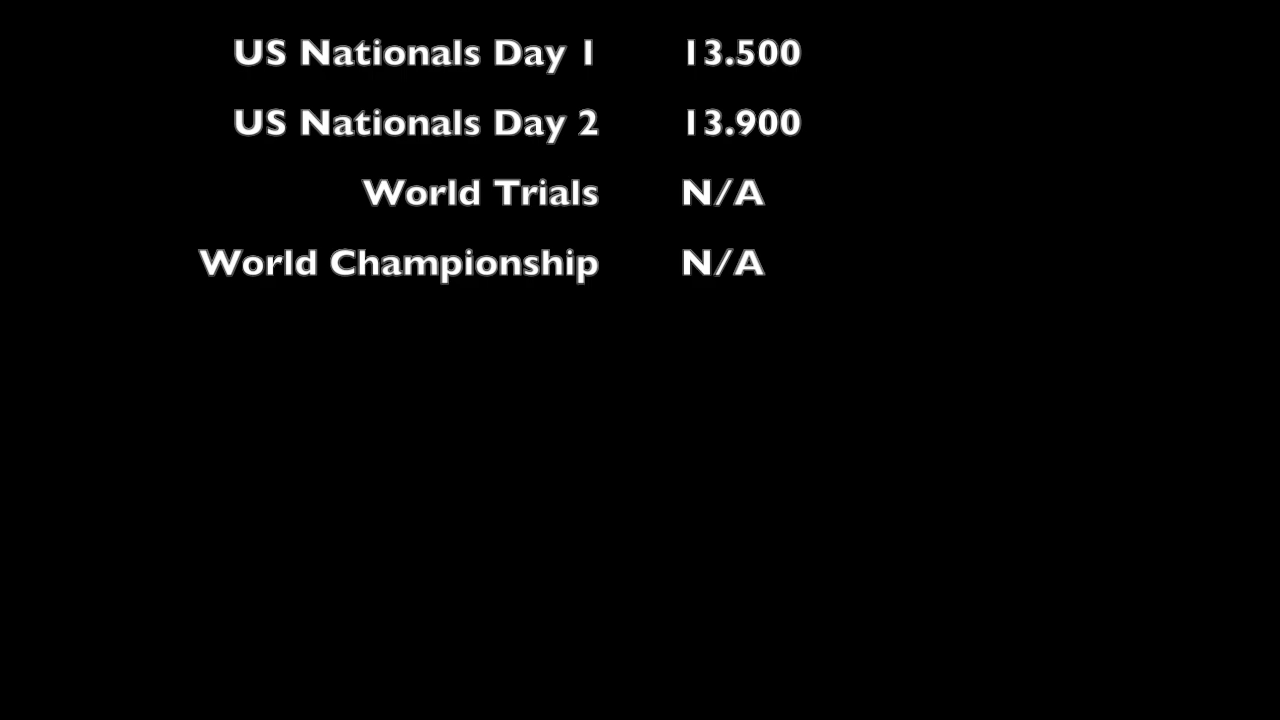 US Nationals Day 1 13.500
US Nationals Day 2 13.900
World Trials N/A
World Championship N/A